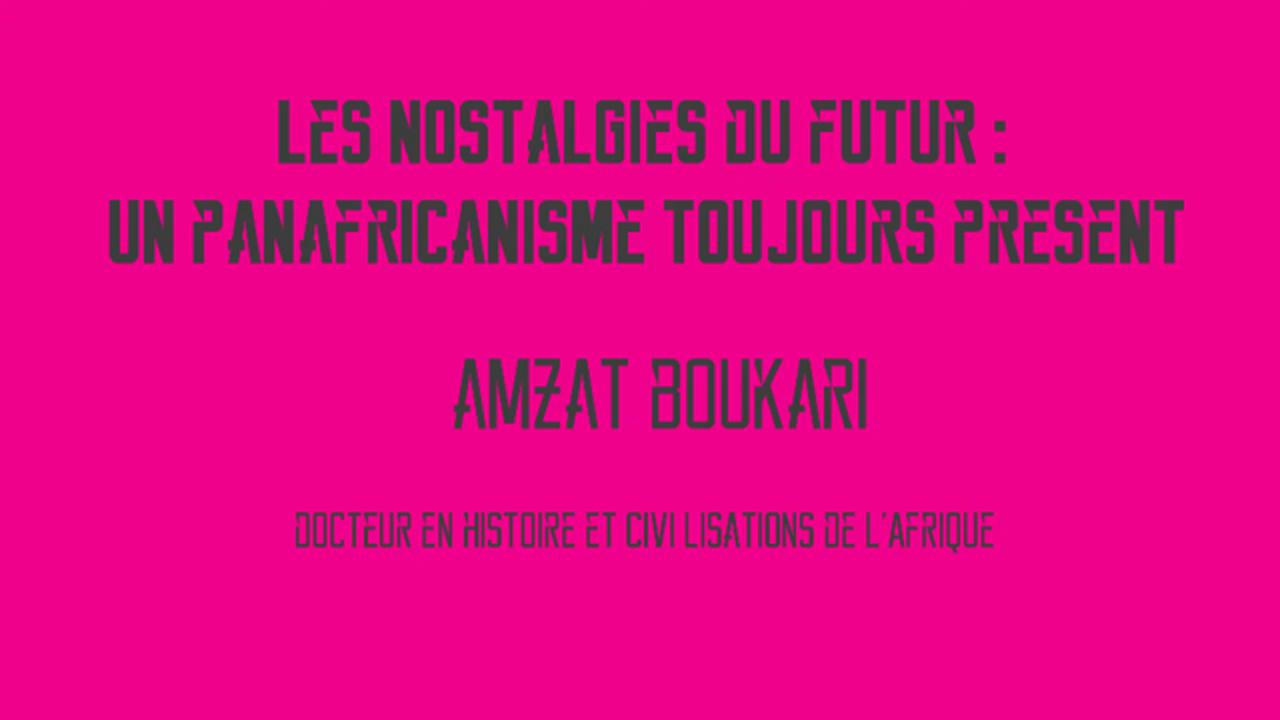 LES NOSTALGIES DU FUTUR :
UN PANAFRICANISME TOUJOURS PRESENT
AMZAT BOUKARI
DOCTEUR EN HISTOIRE ET CIVI LISATIONS DE L'AFRIQUE